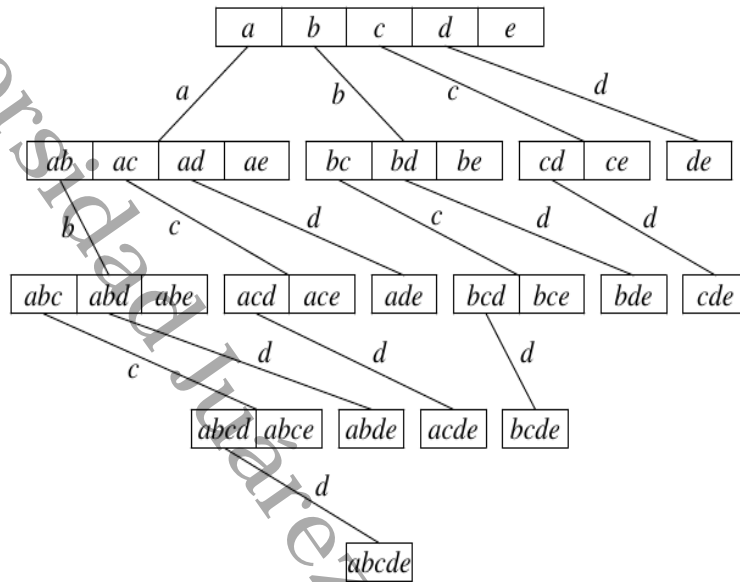 a b c d e
a b c d
ab ac ad ae bc bd be cd ce de
b c d c d d
abc abd abe acd ace ade bcd bce bde cde
c d d d
abcd abce abde acde bcde
d
abcde
Juárez